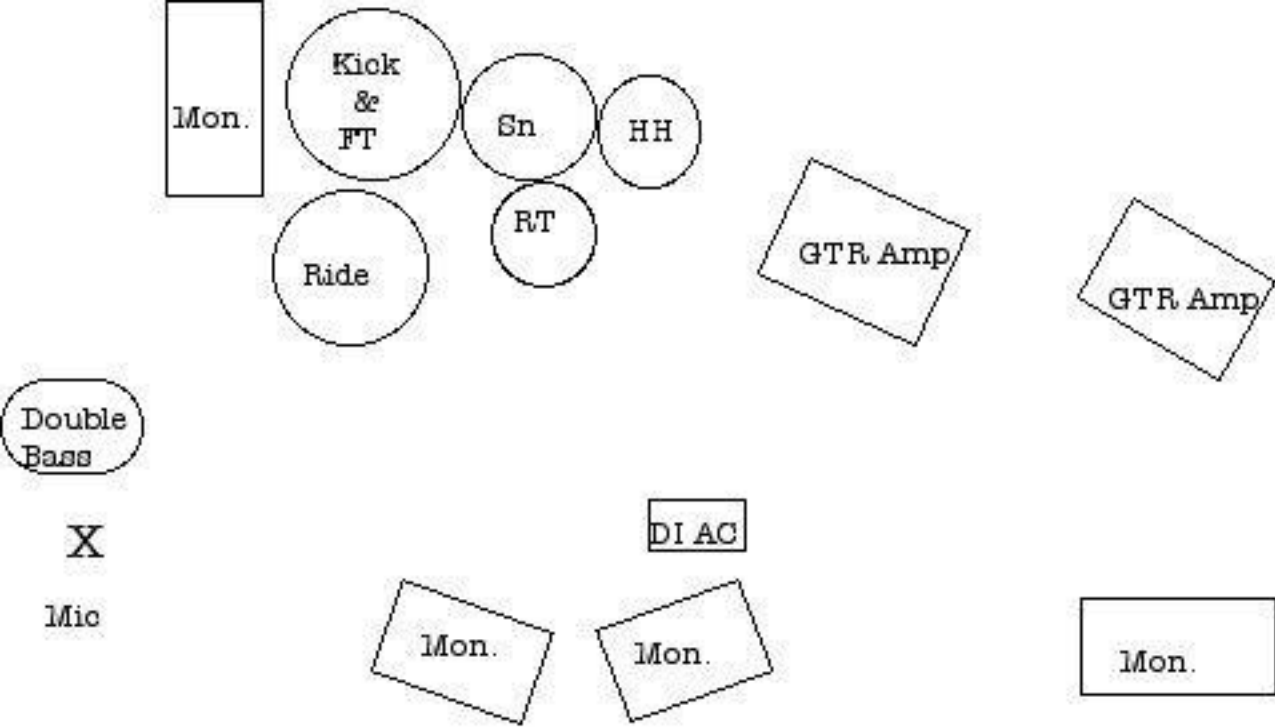 Kick
&
FT
Mon.
Sn
HH
RT
Ride
GTR Amp
GTR Amp
Double
Bass
X
Mic
DI AC
Mon.
Mon.
Mon.